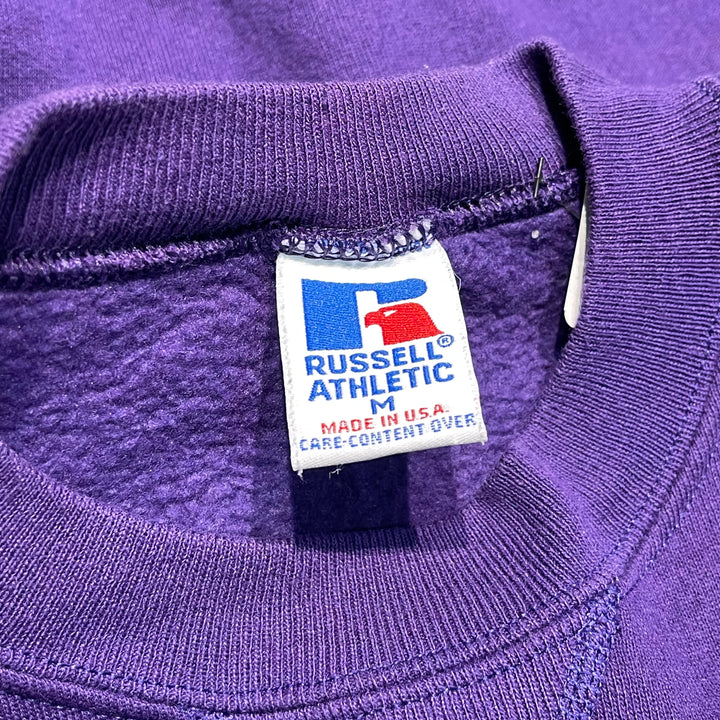 RUSSELL®
ATHLETIC
M
MADE IN U.S.A.
CARE-CONTENT OVER